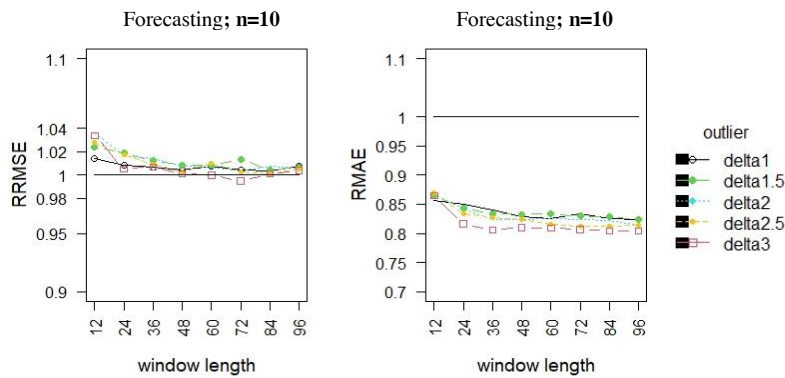 Forecasting; n=10
1.1
1.04
1.02
1
0.98
0.95
0.9
RRMSE
12 24 36 48 60 72 84 96
window length
Forecasting; n=10
1.1
1
0.95
0.9
0.85
0.8
0.75
0.7
RMAE
12 24 36 48 60 72 84 96
window length
outlier
delta1
delta1.5
delta2
delta2.5
delta3